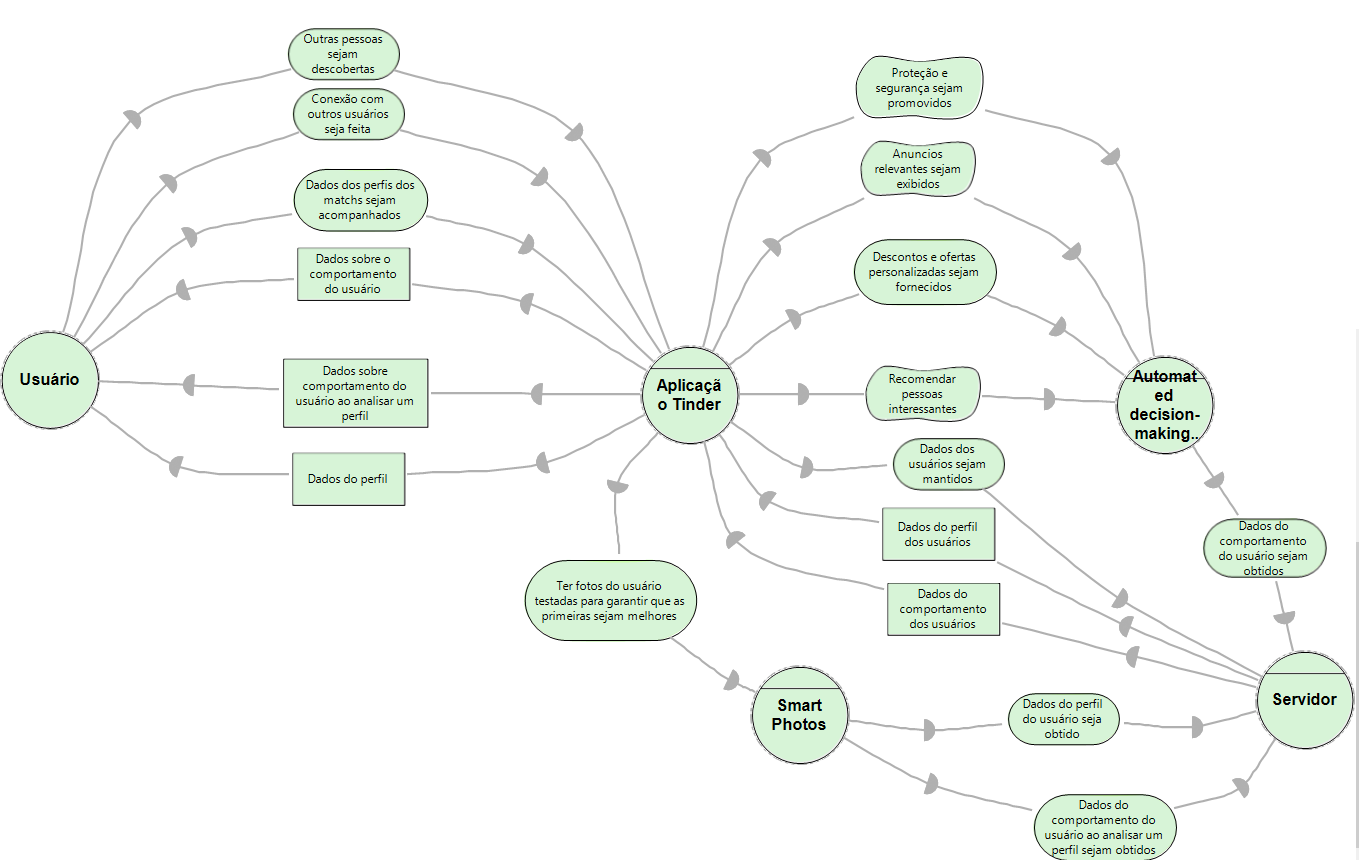 Outras pessoas
sejam
descobertas
Conexão com
outros usuários
seja feita
Dados dos perfis dos
matchs sejam
acompanhados
Dados sobre o
comportamento
do usuário
Dados sobre
comportamento do
usuário ao analisar um
perfil
Dados do perfil
Usuário
Aplicaçã
o Tinder
Proteção e
segurança sejam
promovidos
Anuncios
relevantes sejam
exibidos
Descontos e ofertas
personalizadas sejam
fornecidos
Recomendar
pessoas
interessantes
Automat
ed
decision-
making..
Dados dos
usuários sejam
mantidos
Dados do perfil
dos usuários
Dados do
comportamento
dos usuários
Dados do
comportamento
do usuário sejam
obtidos
Ter fotos do usuário
testadas para garantir que as
primeiras sejam melhores
Smart
Photos
Servidor
Dados do perfil
do usuário seja
obtido
Dados do
comportamento do
usuário ao analisar um
perfil sejam obtidos